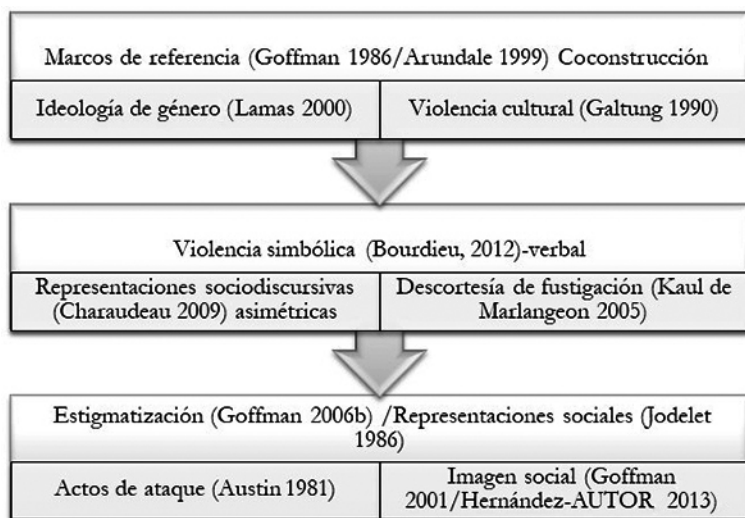 Marcos de referencia (Goffman 1986/Arundale 1999) Coconstrucción
Ideología de género (Lamas 2000)
Violencia cultural (Galtung 1990)
Violencia simbólica (Bourdieu, 2012)-verbal
Representaciones sociodiscursivas
(Charaudeau 2009) asimétricas
Descortesía de fustigación (Kaul de
Marlangeon 2005)
Estigmatización (Goffman 2006b) /Representaciones sociales (Jodelet
1986)
Actos de ataque (Austin 1981)
Imagen social (Goffman
2001/Hernández-AUTOR 2013)